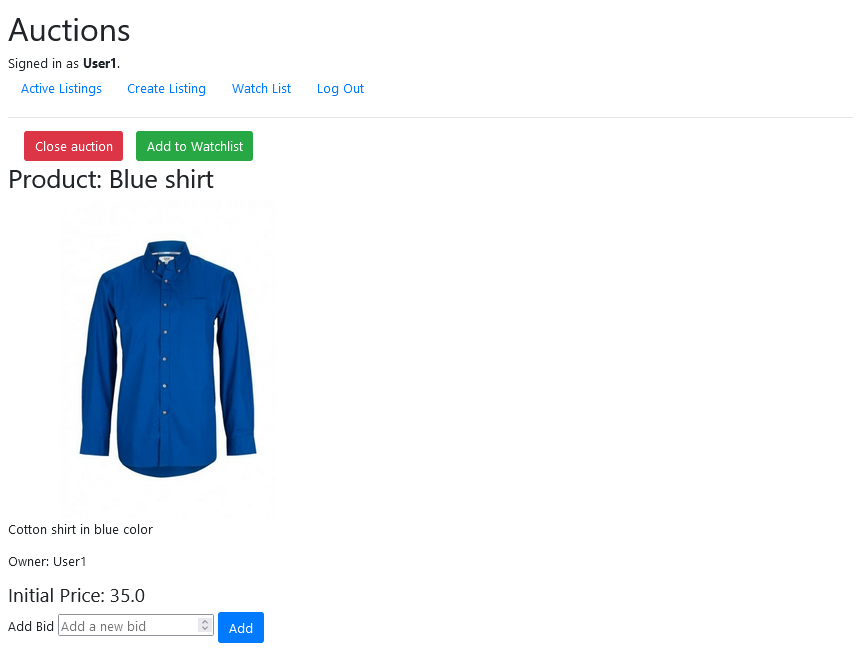 Auctions
Signed in as User1.
Active Listings Create Listing Watch List Log Out
Close auction Add to Watchlist
Product: Blue shirt
Cotton shirt in blue color
Owner: User1
Initial Price: 35.0
Add Bid Add a new bid Add